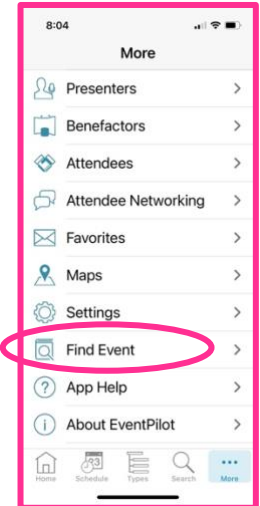 8:04
More
Presenters
Benefactors
Attendees
Attendee Networking
Favorites
Maps
Settings
Find Event
App Help
About EventPilot
23
Home Schedule Types Search More